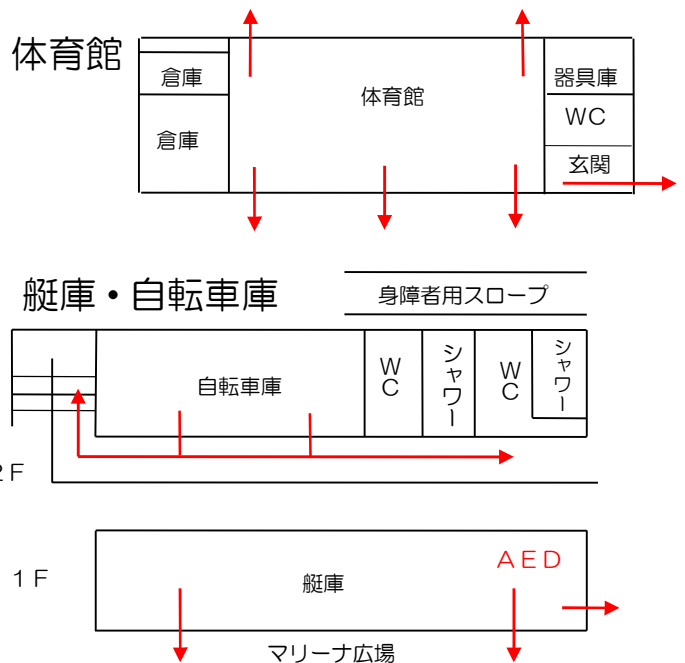 体育館
倉庫
体育館
器具庫
倉庫
WC
玄関
艇庫・自転車庫
身障者用スロープ
自転車庫
WC
シャワー
WC
シャワー
2F
1F
艇庫
AED
マリーナ広場